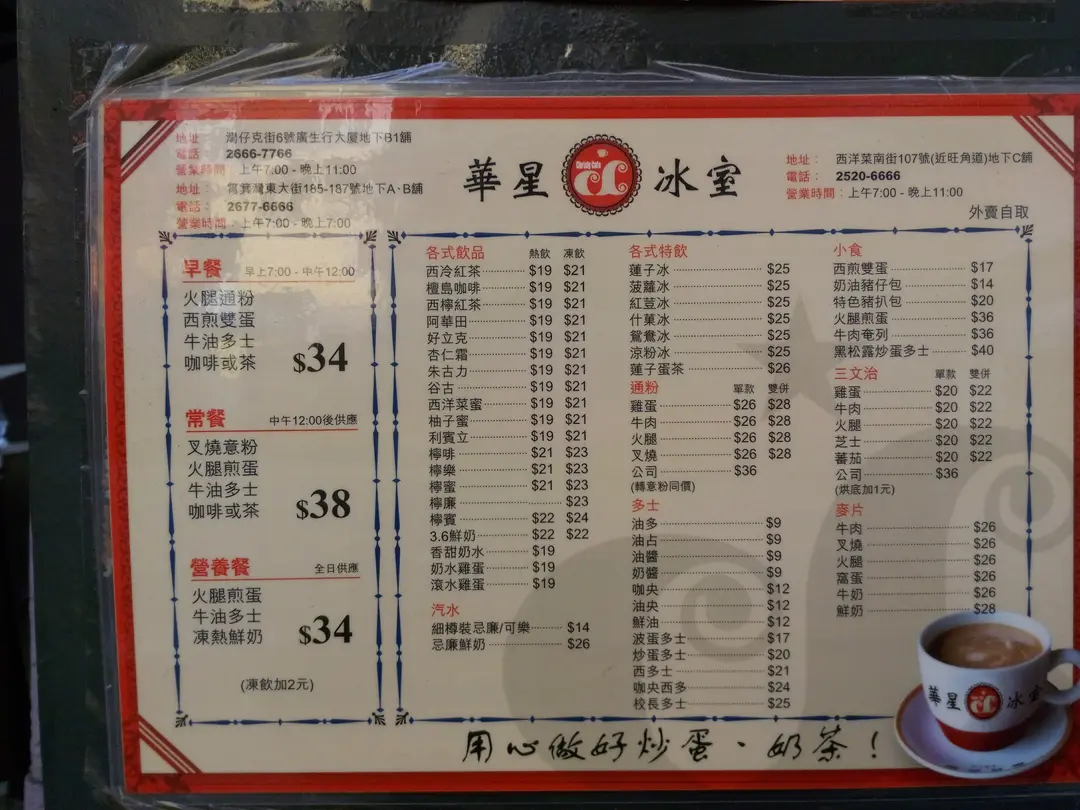 地址： 灣仔克街6號廣生行大廈地下B1舖
電話： 2666-7766
營業時間：上午7:00 - 晚上11:00
地址： 筲箕灣東大街185-187號地下A、B舖
電話： 2677-6666
營業時間：上午7:00 - 晚上7:00
華星冰室
Christy Cafe
地址： 西洋菜南街107號(近旺角道)地下C舖
電話： 2520-6666
營業時間：上午7:00 - 晚上11:00
外賣自取
早餐 早上7:00 - 中午12:00
火腿通粉
西煎雙蛋
牛油多士
咖啡或茶 $34
常餐 中午12:00後供應
叉燒意粉
火腿煎蛋
牛油多士
咖啡或茶 $38
營養餐 全日供應
火腿煎蛋
牛油多士
凍熱鮮奶 $34
(凍飲加2元)
各式飲品 熱飲 凍飲
西冷紅茶 $19 $21
檀島咖啡 $19 $21
西檸紅茶 $19 $21
阿華田 $19 $21
好立克 $19 $21
杏仁霜 $19 $21
朱古力 $19 $21
谷古 $19 $21
西洋菜蜜 $19 $21
柚子蜜 $19 $21
利賓立 $19 $21
檸啡 $21 $23
檸樂 $21 $23
檸蜜 $21 $23
檸廉 $23
檸賓 $22 $24
3.6鮮奶 $22 $22
香甜奶水 $19
奶水雞蛋 $19
滾水雞蛋 $19
汽水
細樽裝忌廉/可樂 $14
忌廉鮮奶 $26
各式特飲
蓮子冰 $25
菠蘿冰 $25
紅荳冰 $25
什菓冰 $25
鴛鴦冰 $25
涼粉冰 $25
蓮子蛋茶 $26
通粉 單款 雙併
雞蛋 $26 $28
牛肉 $26 $28
火腿 $26 $28
叉燒 $26 $28
公司 $36
(轉意粉同價)
多士
油多 $9
油占 $9
油醬 $9
奶醬 $9
咖央 $12
油央 $12
鮮油 $12
波蛋多士 $17
炒蛋多士 $20
西多士 $21
咖央西多 $24
校長多士 $25
小食
西煎雙蛋 $17
奶油豬仔包 $14
特色豬扒包 $20
火腿煎蛋 $36
牛肉奄列 $36
黑松露炒蛋多士 $40
三文治 單款 雙併
雞蛋 $20 $22
牛肉 $20 $22
火腿 $20 $22
芝士 $20 $22
蕃茄 $20 $22
公司 $36
(烘底加1元)
麥片
牛肉 $26
叉燒 $26
火腿 $26
窩蛋 $26
牛奶 $26
鮮奶 $28
華星冰室
用心做好炒蛋、奶茶！